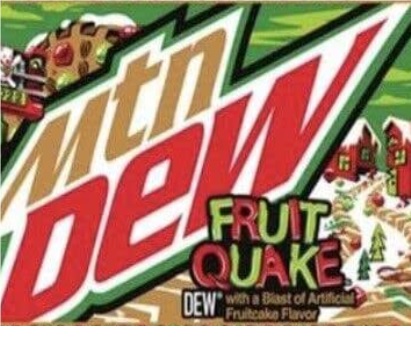 Mtn
Dew
FRUIT
QUAKE
DEW® with a Blast of Artificial
Fruitcake Flavor